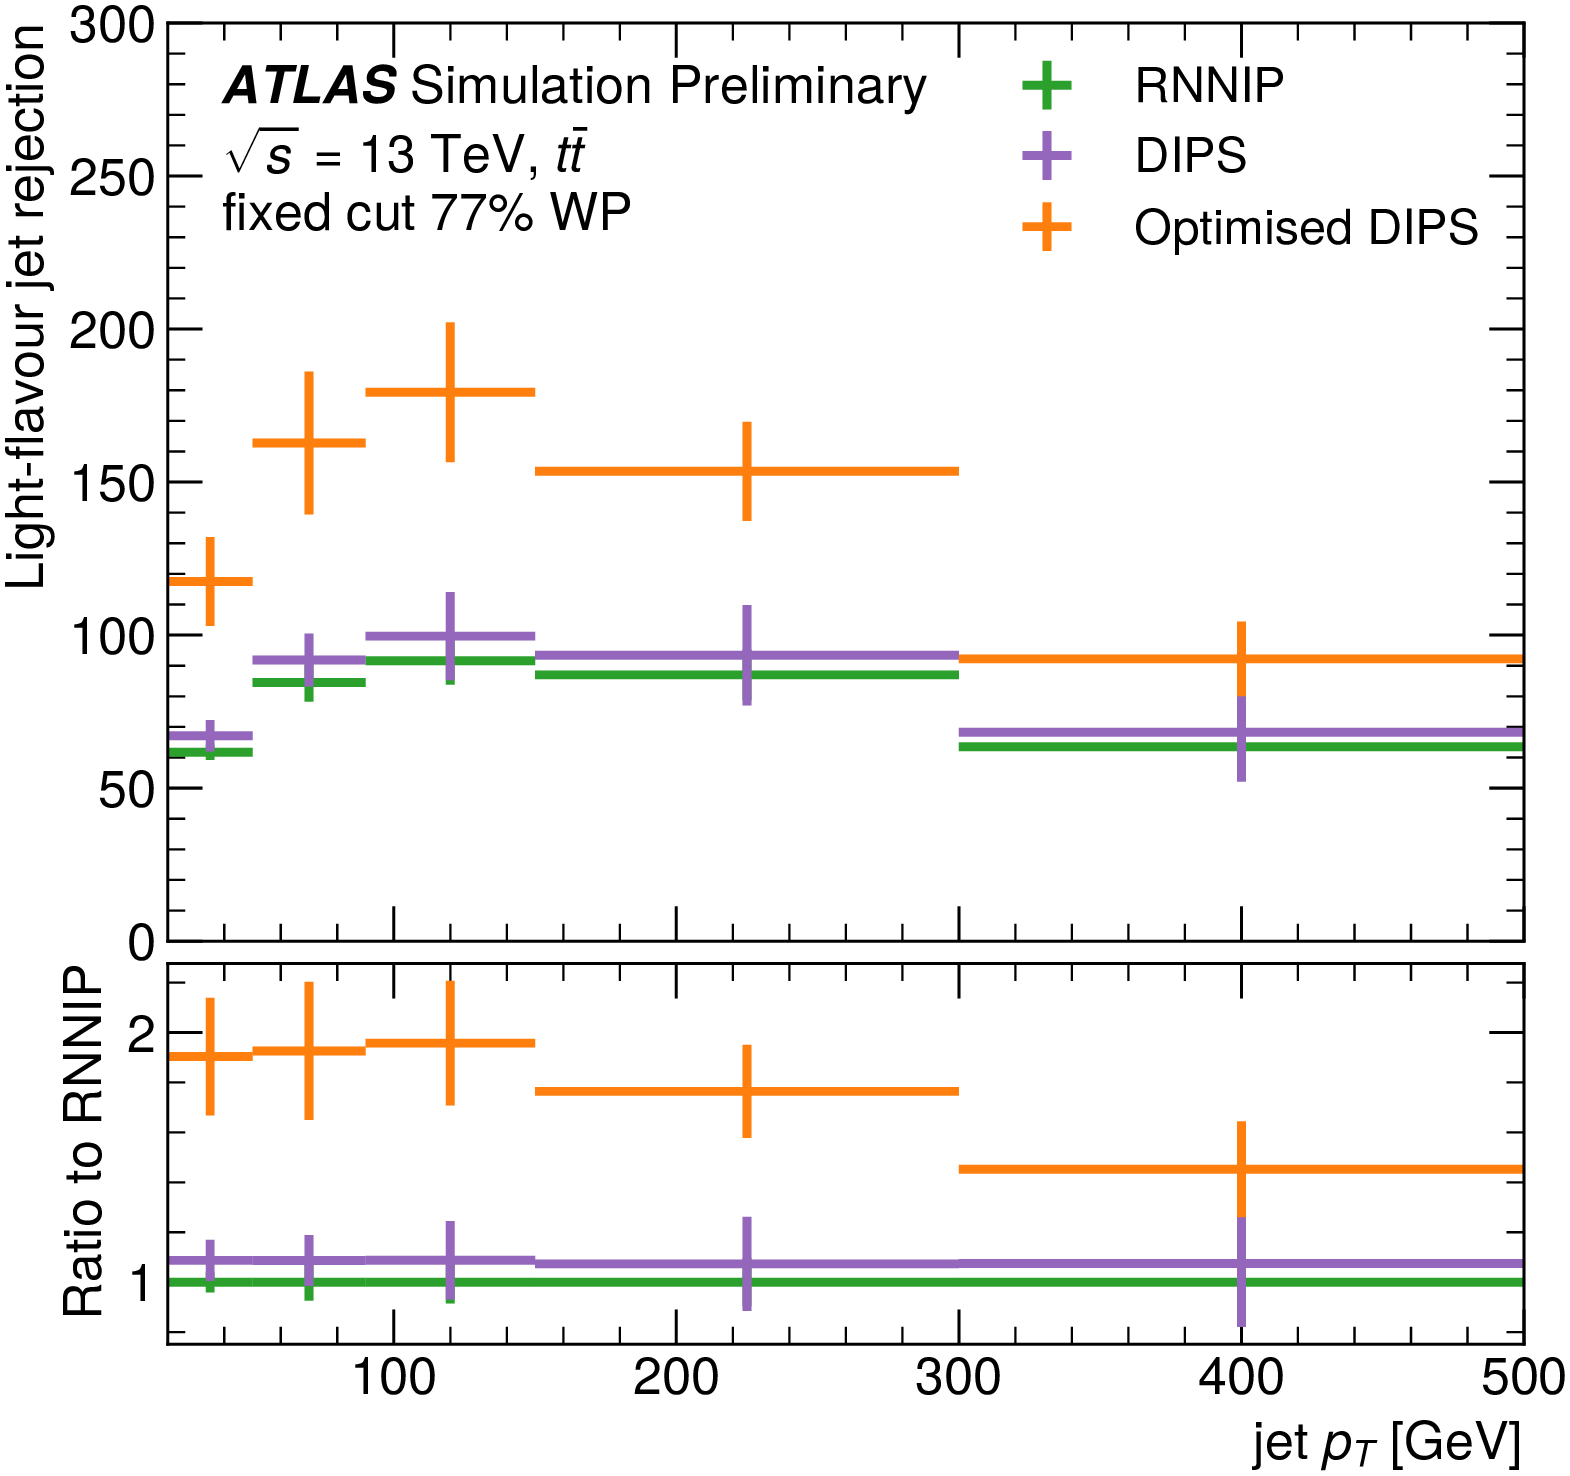 300
250
200
150
100
50
0
Light-flavour jet rejection
ATLAS Simulation Preliminary
√s = 13 TeV, tt̄
fixed cut 77% WP
RNNIP
DIPS
Optimised DIPS
2
1
Ratio to RNNIP
100 200 300 400 500
jet pT [GeV]